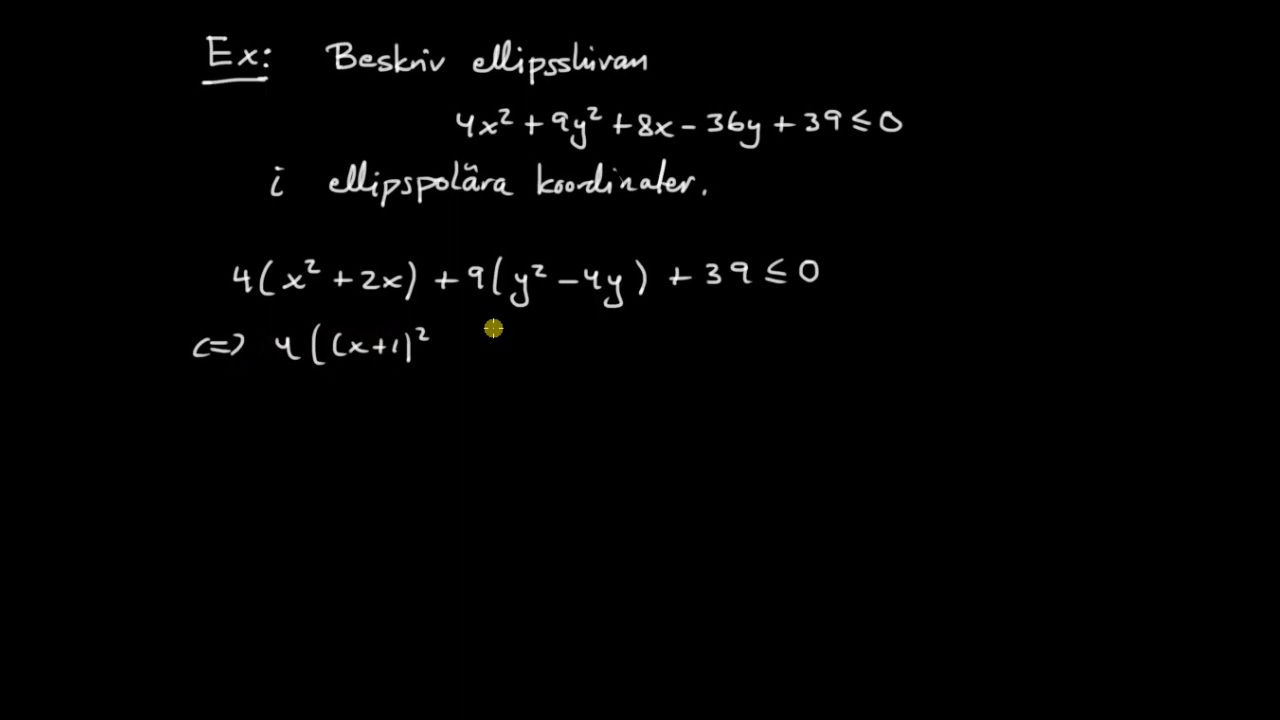 Ex: Beskriv ellipsskivan
4x² + 9y² + 8x - 36y + 39 ≤ 0
i ellipspolära koordinater.
4(x² + 2x) + 9(y² - 4y) + 39 ≤ 0
⇔ 4((x+1)²